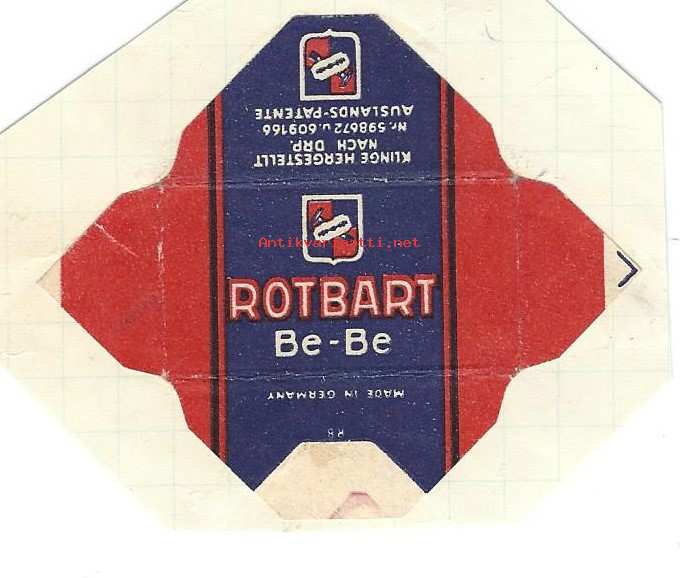 KLINGE HERGESTELLT
NACH DRP.
Nr. 598672 u. 609166
AUSLANDS-PATENTE
Antikvariaatti.net
ROTBART
Be-Be
MADE IN GERMANY